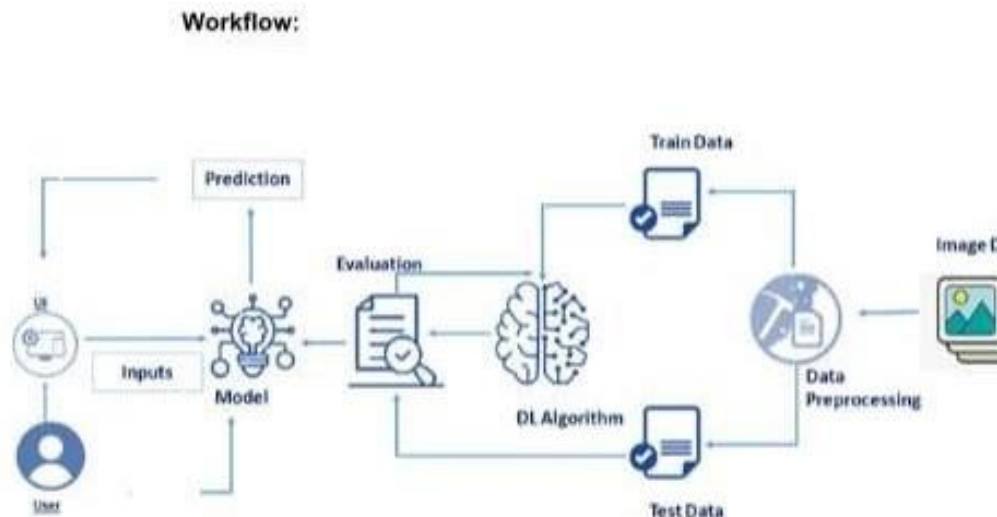 Workflow:
Train Data
Prediction
Image D
Evaluation
UI
Inputs
Model
Data
Preprocessing
DL Algorithm
User
Test Data